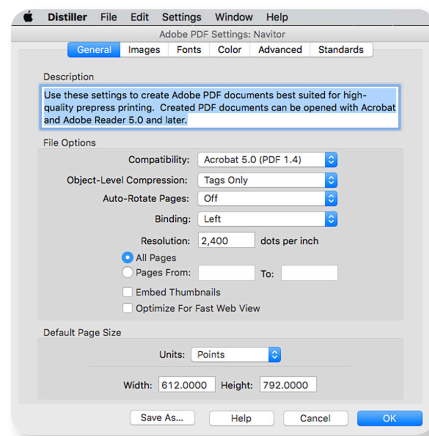 Distiller File Edit Settings Window Help
Adobe PDF Settings: Navitor
General Images Fonts Color Advanced Standards
Description
Use these settings to create Adobe PDF documents best suited for high-
quality prepress printing. Created PDF documents can be opened with Acrobat
and Adobe Reader 5.0 and later.
File Options
Compatibility: Acrobat 5.0 (PDF 1.4)
Object-Level Compression: Tags Only
Auto-Rotate Pages: Off
Binding: Left
Resolution: 2,400 dots per inch
All Pages
Pages From: To:
Embed Thumbnails
Optimize For Fast Web View
Default Page Size
Units: Points
Width: 612.0000 Height: 792.0000
Save As... Help Cancel OK